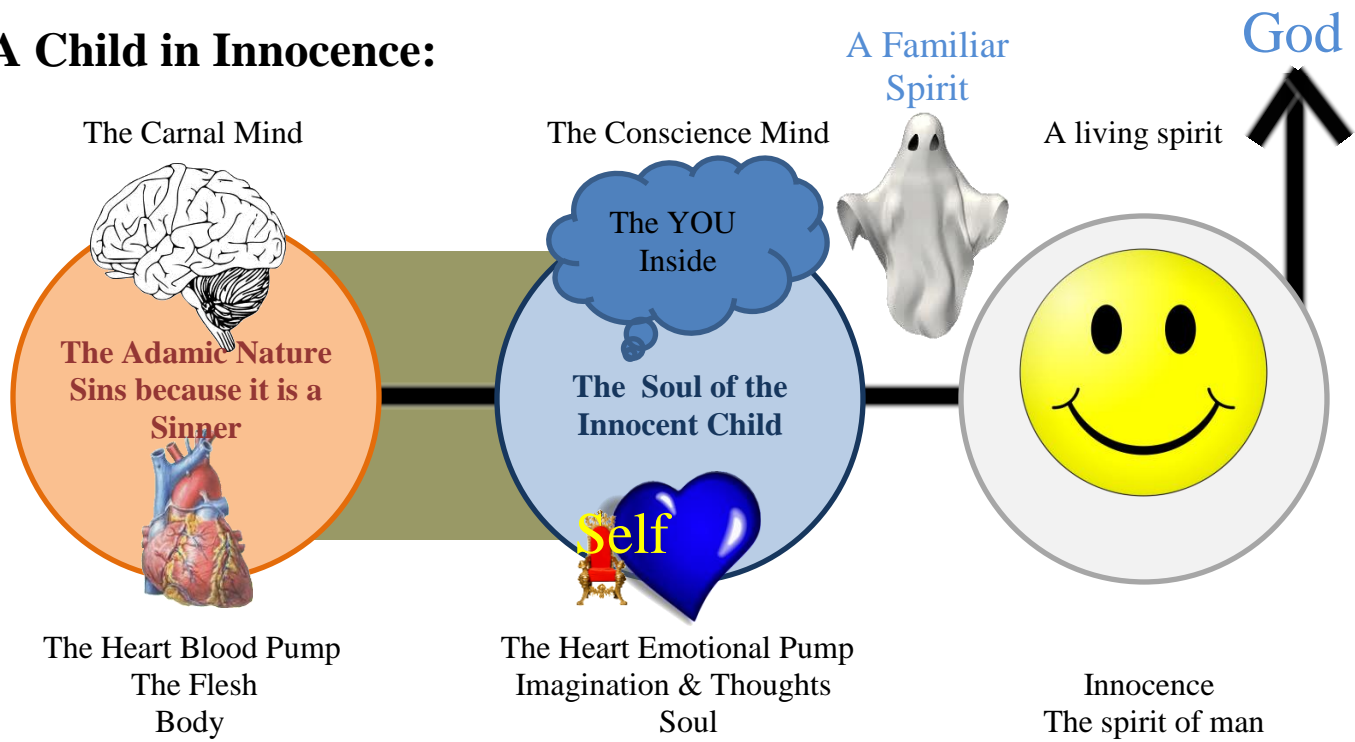 A Child in Innocence:
A Familiar
Spirit
God
The Carnal Mind
The Conscience Mind
A living spirit
The YOU
Inside
The Adamic Nature
Sins because it is a
Sinner
The Soul of the
Innocent Child
Self
The Heart Blood Pump
The Flesh
Body
The Heart Emotional Pump
Imagination & Thoughts
Soul
Innocence
The spirit of man